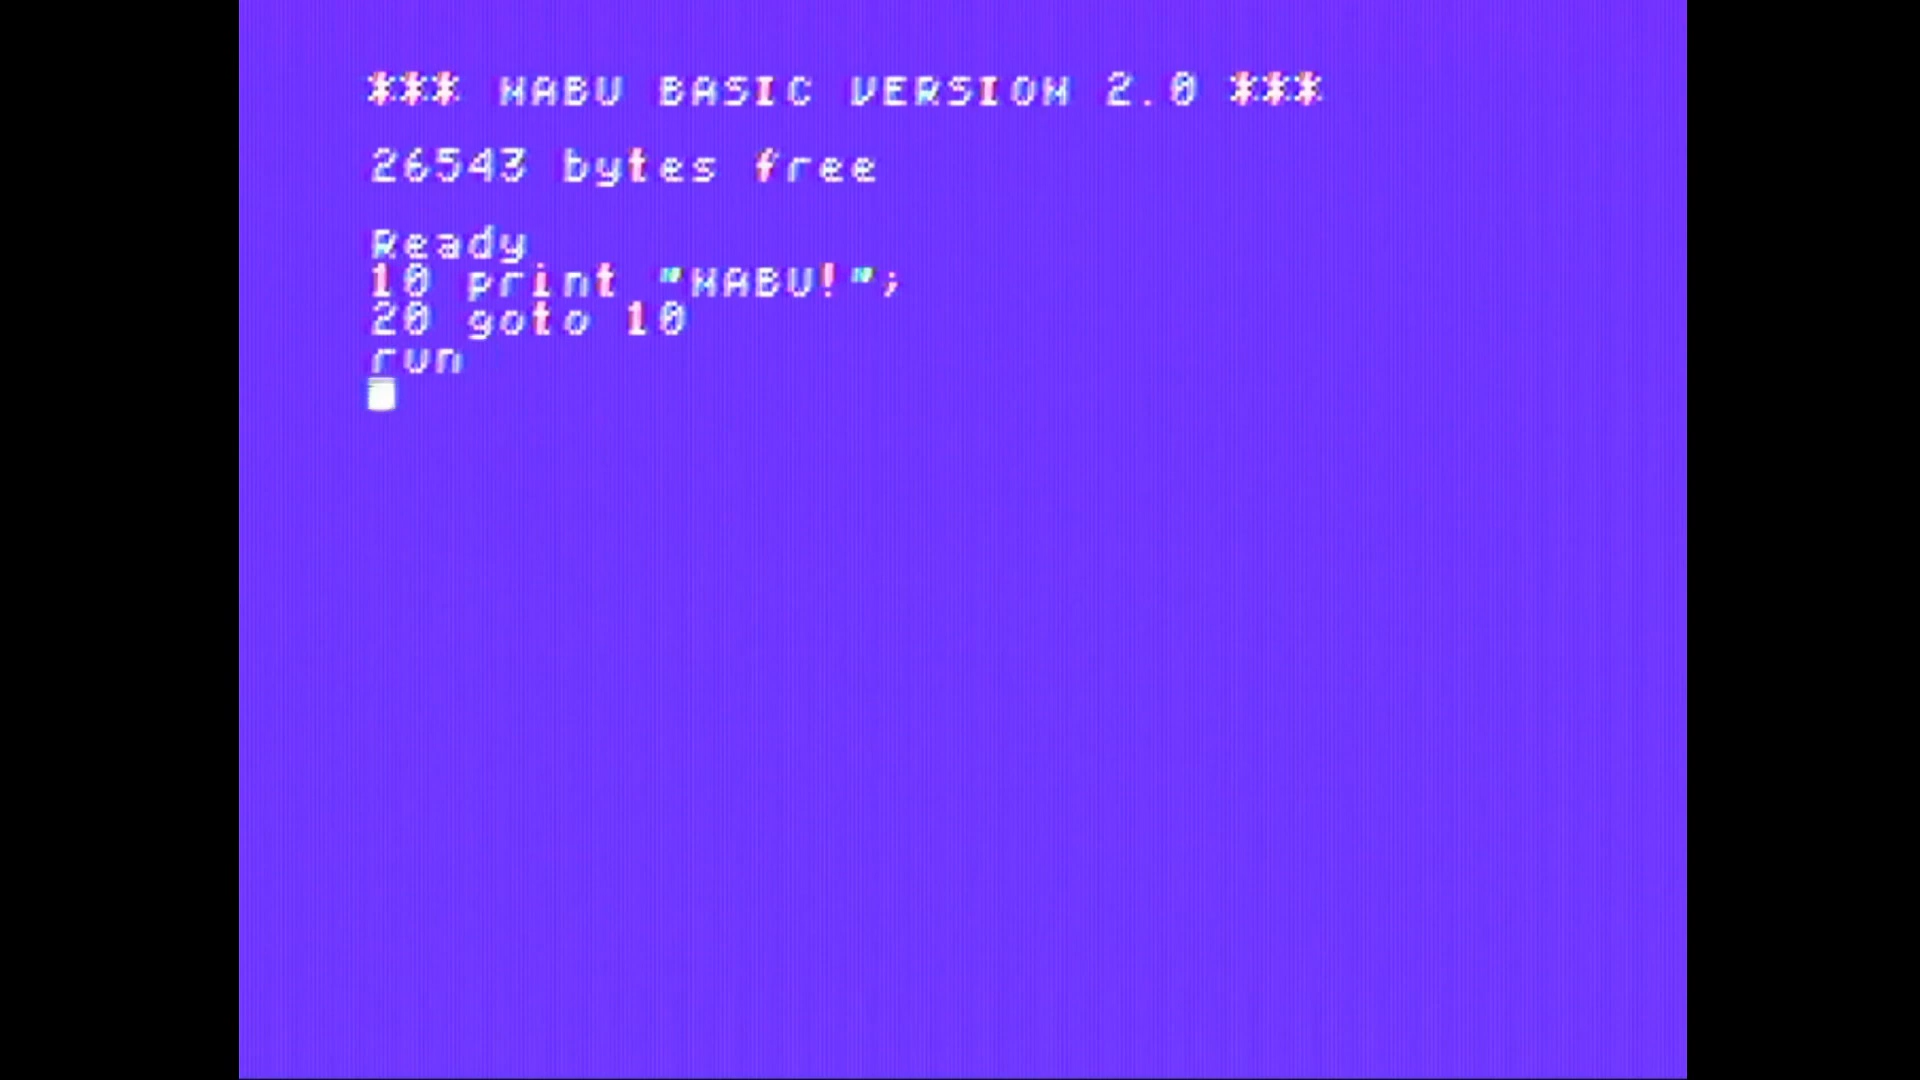 *** NABU BASIC VERSION 2.0 ***
26543 bytes free
Ready
10 print "NABU!";
20 goto 10
run